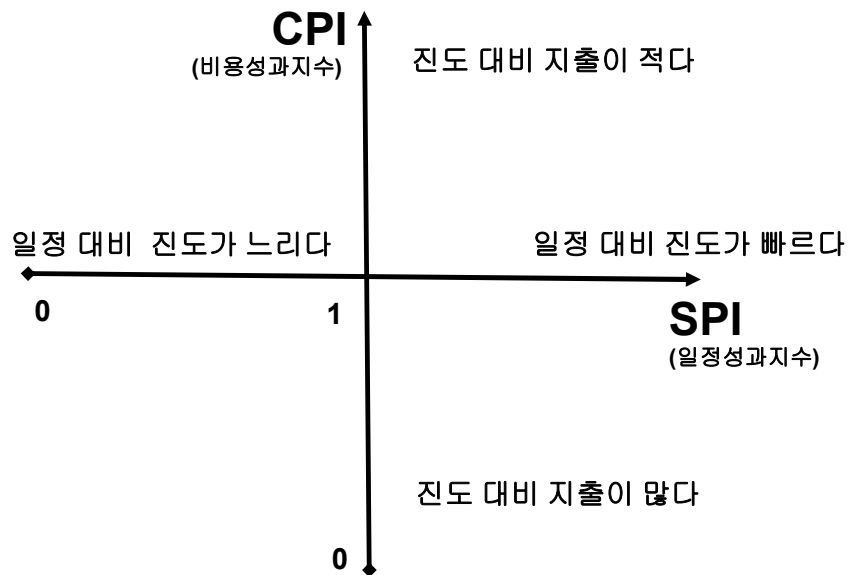 CPI
(비용성과지수)
진도 대비 지출이 적다
일정 대비 진도가 느리다
일정 대비 진도가 빠르다
0
1
SPI
(일정성과지수)
진도 대비 지출이 많다
0